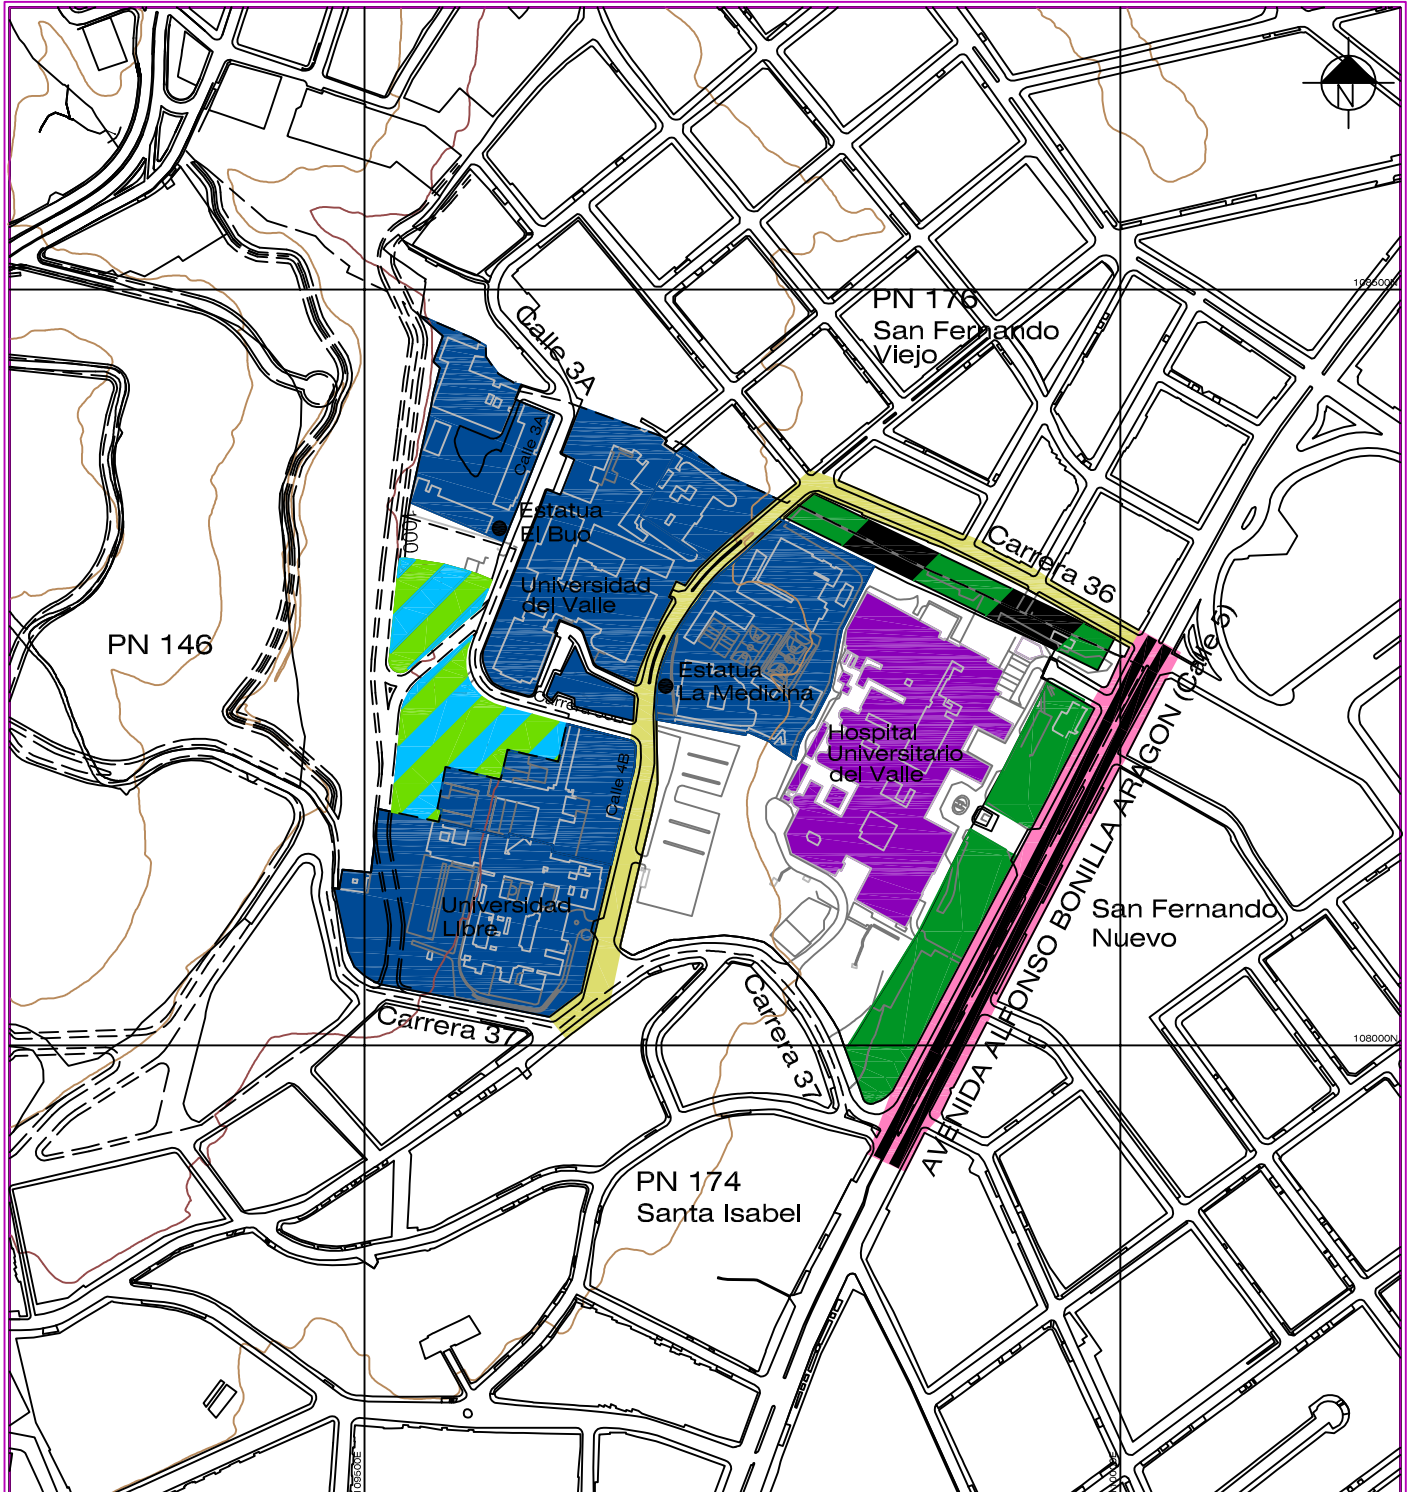 N
108500N
PN 176
San Fernando
Viejo
Calle 3A
Calle 3A
Estatua
El Buo
1000
Carrera 36
Universidad
del Valle
PN 146
Estatua
La Medicina
Hospital
Universitario
del Valle
Calle 4B
AVENIDA ALFONSO BONILLA ARAGON (Calle 5)
Universidad
Libre
San Fernando
Nuevo
Carrera 37
Carrera 37
108000N
PN 174
Santa Isabel